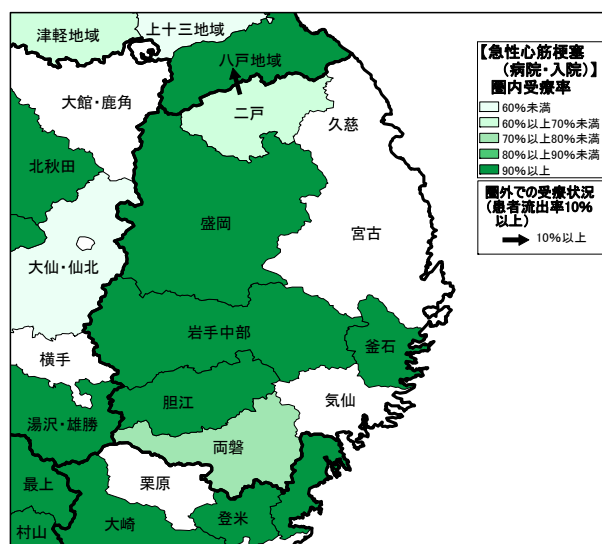 津軽地域
上十三地域
八戸地域
大館・鹿角
二戸
久慈
北秋田
盛岡
宮古
大仙・仙北
岩手中部
横手
釜石
胆江
気仙
湯沢・雄勝
両磐
栗原
最上
大崎
登米
村山
【急性心筋梗塞
（病院・入院）】
圏内受療率
60%未満
60%以上70%未満
70%以上80%未満
80%以上90%未満
90%以上
圏外での受療状況
（患者流出率10%
以上）
10%以上